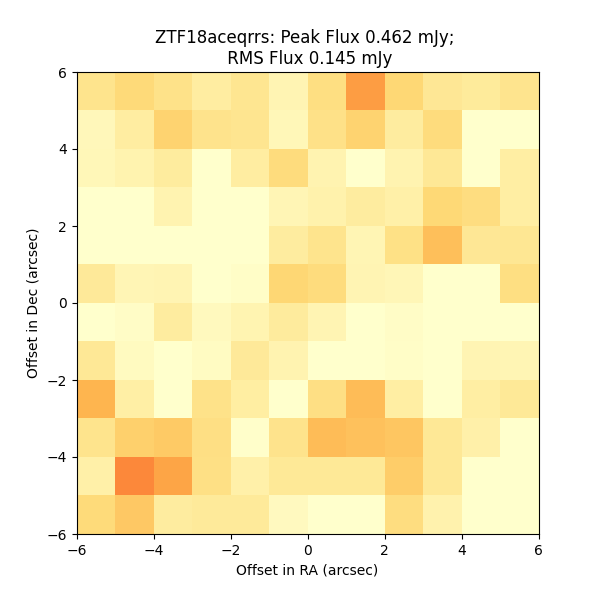 ZTF18aceqrrs: Peak Flux 0.462 mJy;
RMS Flux 0.145 mJy
6
4
2
0
−2
−4
−6
Offset in Dec (arcsec)
−6 −4 −2 0 2 4 6
Offset in RA (arcsec)